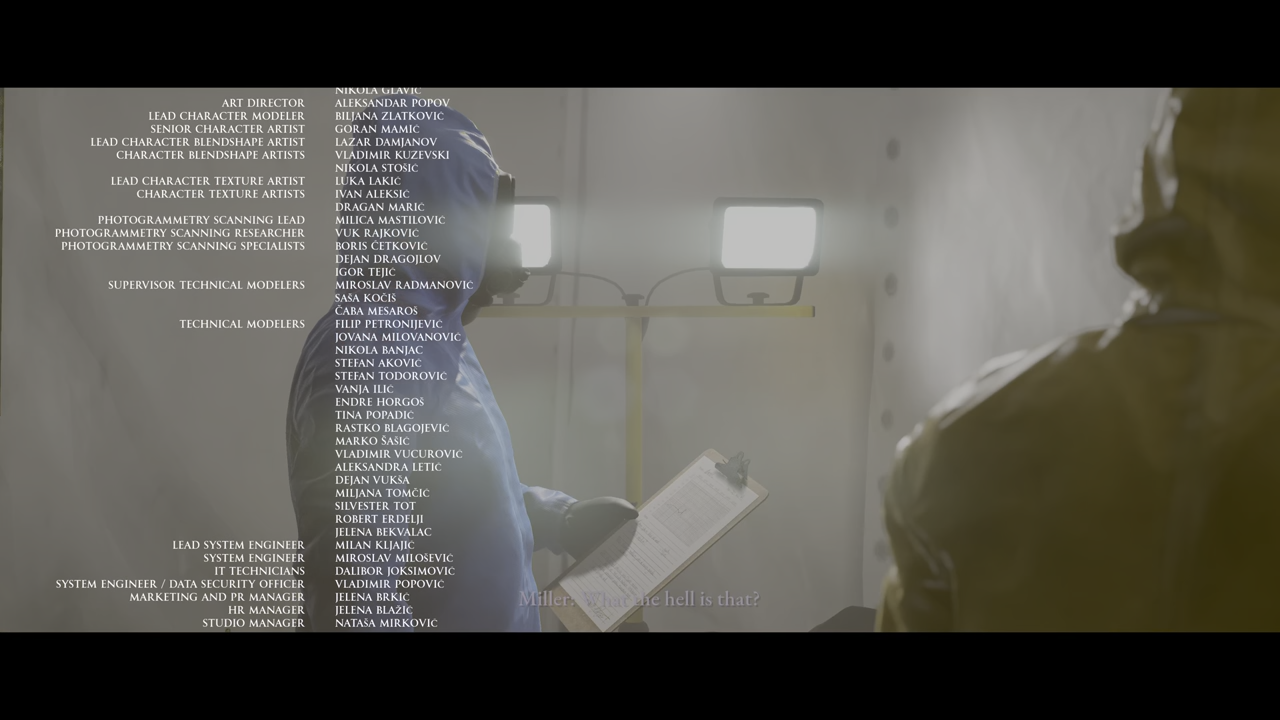 NIKOLA GLAVIĆ
ART DIRECTOR ALEKSANDAR POPOV
LEAD CHARACTER MODELER BILJANA ZLATKOVIĆ
SENIOR CHARACTER ARTIST GORAN MAMIĆ
LEAD CHARACTER BLENDSHAPE ARTIST LAZAR DAMJANOV
CHARACTER BLENDSHAPE ARTISTS VLADIMIR KUZEVSKI
NIKOLA STOŠIĆ
LEAD CHARACTER TEXTURE ARTIST LUKA LAKIĆ
CHARACTER TEXTURE ARTISTS IVAN ALEKSIĆ
DRAGAN MARIĆ
PHOTOGRAMMETRY SCANNING LEAD MILICA MASTILOVIĆ
PHOTOGRAMMETRY SCANNING RESEARCHER VUK RAJKOVIĆ
PHOTOGRAMMETRY SCANNING SPECIALISTS BORIS ĆETKOVIĆ
DEJAN DRAGOJLOV
IGOR TEJIĆ
SUPERVISOR TECHNICAL MODELERS MIROSLAV RADMANOVIĆ
SAŠA KOČIŠ
ČABA MESAROŠ
TECHNICAL MODELERS FILIP PETRONIJEVIĆ
JOVANA MILOVANOVIĆ
NIKOLA BANJAC
STEFAN AKOVIĆ
STEFAN TODOROVIĆ
VANJA ILIĆ
ENDRE HORGOŠ
TINA POPADIĆ
RASTKO BLAGOJEVIĆ
MARKO ŠAŠIĆ
VLADIMIR VUCUROVIĆ
ALEKSANDRA LETIĆ
DEJAN VUKŠA
MILJANA TOMČIĆ
SILVESTER TOT
ROBERT ERDELJI
JELENA BEKVALAC
LEAD SYSTEM ENGINEER MILAN KLJAJIĆ
SYSTEM ENGINEER MIROSLAV MILOŠEVIĆ
IT TECHNICIANS DALIBOR JOKSIMOVIĆ
SYSTEM ENGINEER / DATA SECURITY OFFICER VLADIMIR POPOVIĆ
MARKETING AND PR MANAGER JELENA BRKIĆ
HR MANAGER JELENA BLAŽIĆ
STUDIO MANAGER NATAŠA MIRKOVIĆ
Miller: What the hell is that?